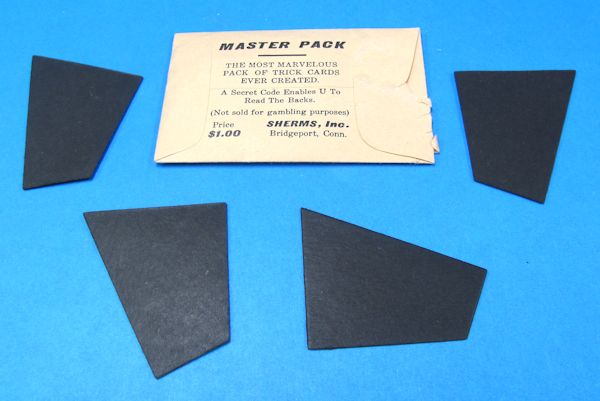 MASTER PACK
THE MOST MARVELOUS
PACK OF TRICK CARDS
EVER CREATED.
A Secret Code Enables U To
Read The Backs.
(Not sold for gambling purposes)
Price SHERMS, Inc.
$1.00 Bridgeport, Conn.